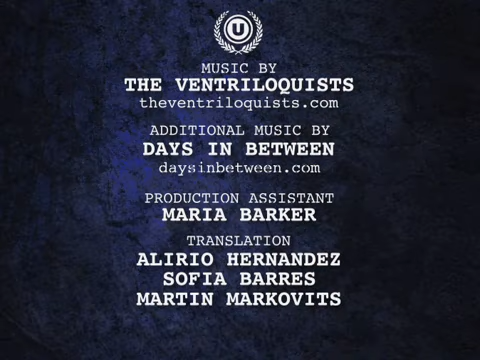 U
MUSIC BY
THE VENTRILOQUISTS
theventriloquists.com
ADDITIONAL MUSIC BY
DAYS IN BETWEEN
daysinbetween.com
PRODUCTION ASSISTANT
MARIA BARKER
TRANSLATION
ALIRIO HERNANDEZ
SOFIA BARRES
MARTIN MARKOVITS